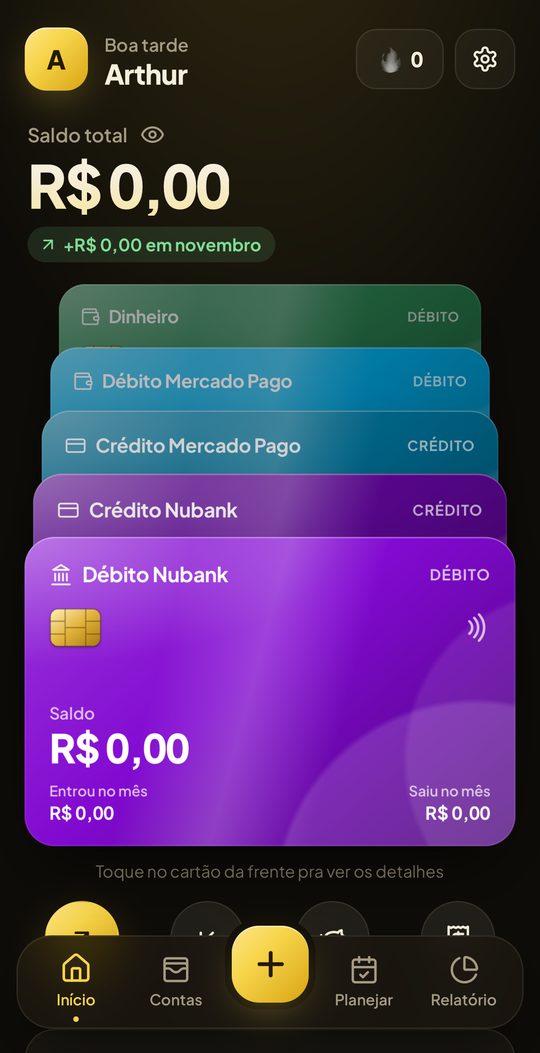 A
Boa tarde
Arthur
0
Saldo total
R$ 0,00
+R$ 0,00 em novembro
Dinheiro
DÉBITO
Débito Mercado Pago
DÉBITO
Crédito Mercado Pago
CRÉDITO
Crédito Nubank
CRÉDITO
Débito Nubank
DÉBITO
Saldo
R$ 0,00
Entrou no mês
Saiu no mês
R$ 0,00
R$ 0,00
Toque no cartão da frente pra ver os detalhes
Início
Contas
Planejar
Relatório